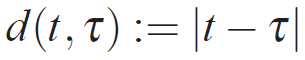 d(t, τ) := |t − τ|